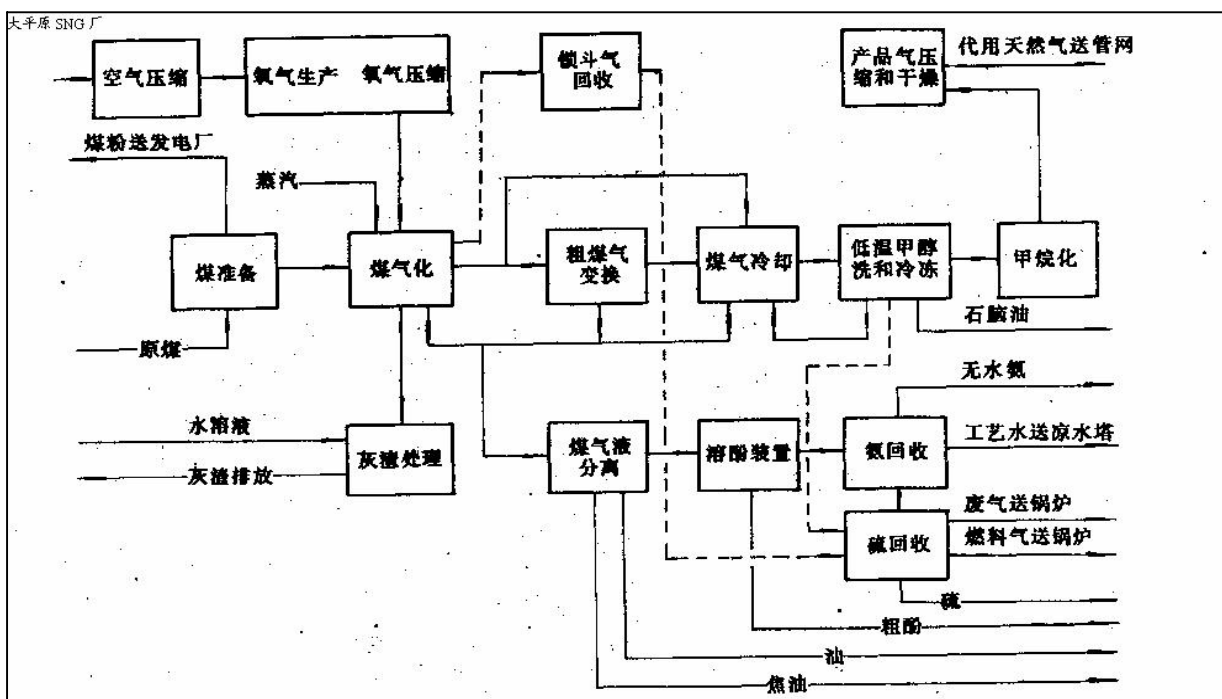 大平原 SNG 厂
空气压缩
氧气生产 氧气压缩
锁斗气
回收
产品气压
缩和干燥
代用天然气送管网
煤粉送发电厂
蒸汽
煤准备
煤气化
粗煤气
变换
煤气冷却
低温甲醇
洗和冷冻
甲烷化
原煤
石脑油
无水氨
水溶液
灰渣处理
灰渣排放
煤气液
分离
溶酚装置
氨回收
工艺水送凉水塔
废气送锅炉
硫回收
燃料气送锅炉
硫
粗酚
油
焦油